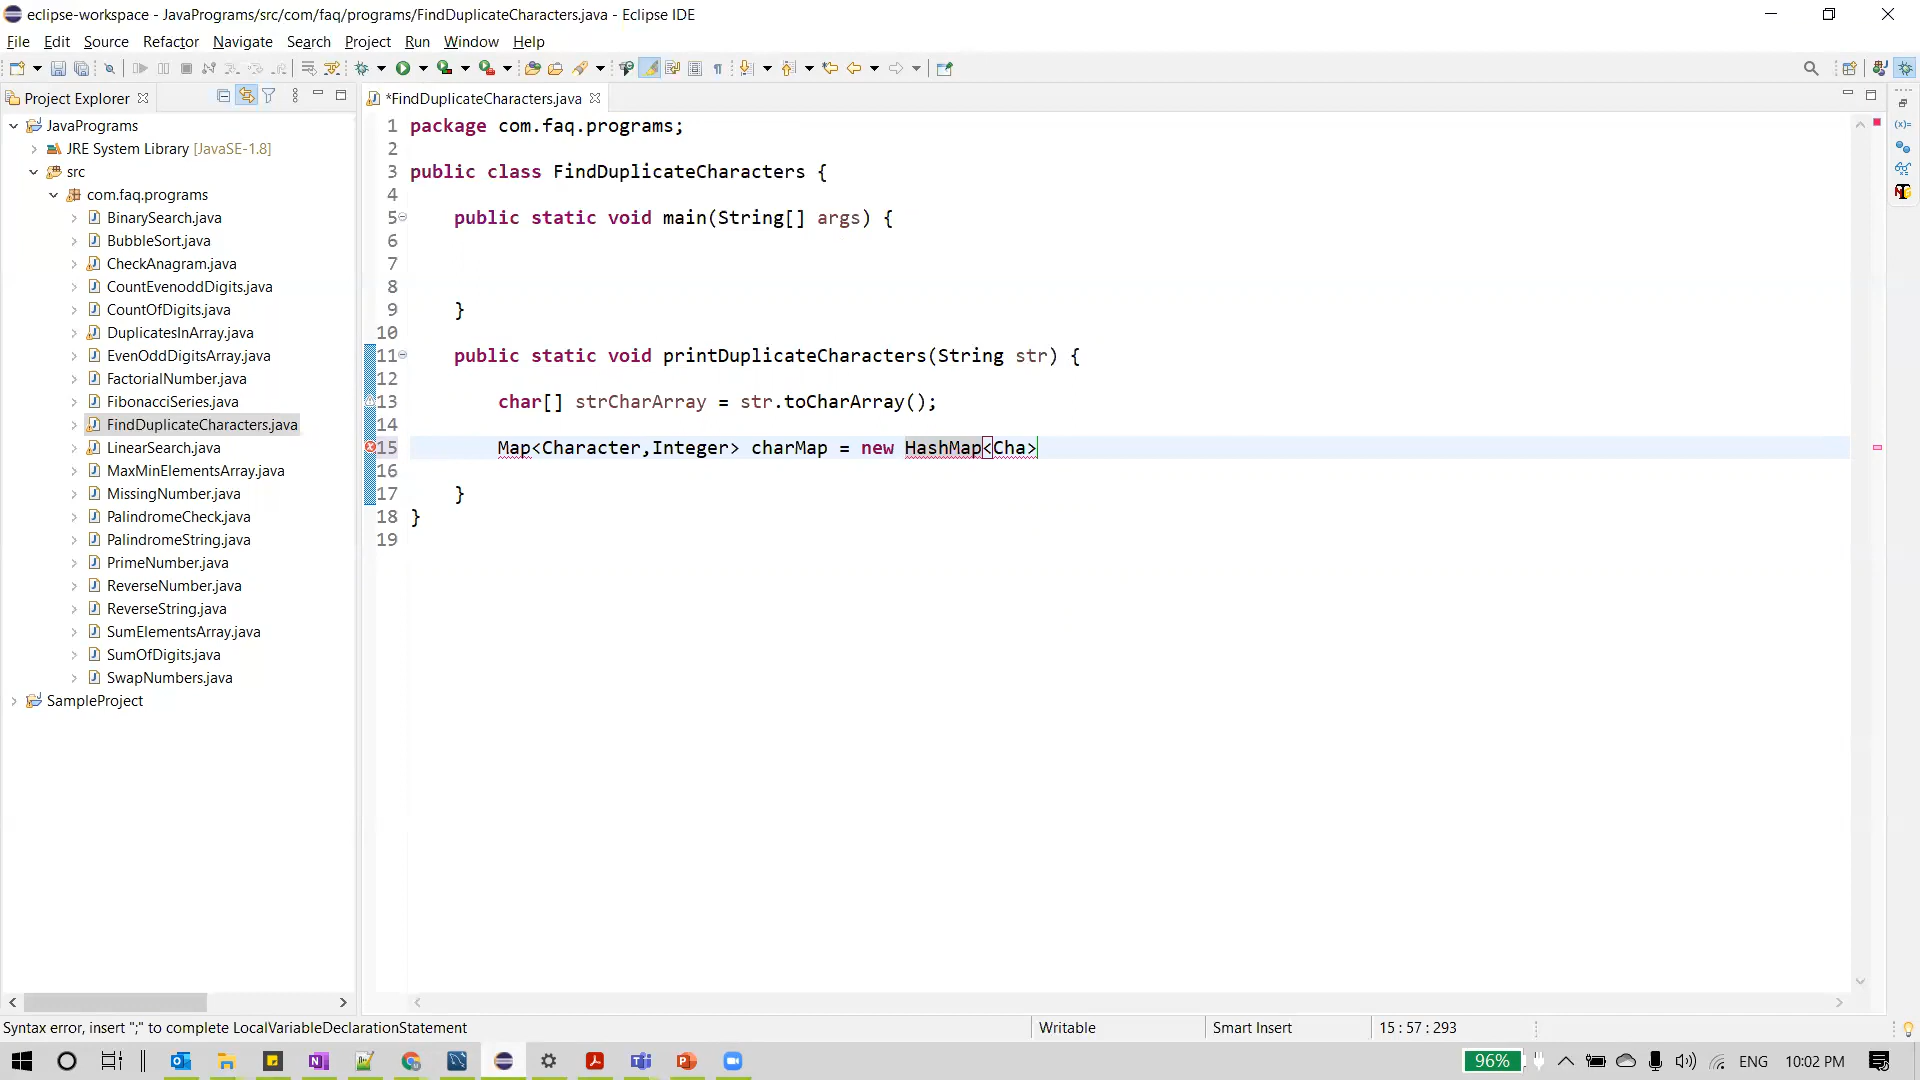 eclipse-workspace - JavaPrograms/src/com/faq/programs/FindDuplicateCharacters.java - Eclipse IDE
File Edit Source Refactor Navigate Search Project Run Window Help
Project Explorer
*FindDuplicateCharacters.java
JavaPrograms
JRE System Library [JavaSE-1.8]
src
com.faq.programs
BinarySearch.java
BubbleSort.java
CheckAnagram.java
CountEvenoddDigits.java
CountOfDigits.java
DuplicatesInArray.java
EvenOddDigitsArray.java
FactorialNumber.java
FibonacciSeries.java
FindDuplicateCharacters.java
LinearSearch.java
MaxMinElementsArray.java
MissingNumber.java
PalindromeCheck.java
PalindromeString.java
PrimeNumber.java
ReverseNumber.java
ReverseString.java
SumElementsArray.java
SumOfDigits.java
SwapNumbers.java
SampleProject
1 package com.faq.programs;
2
3 public class FindDuplicateCharacters {
4
5 public static void main(String[] args) {
6
7
8
9 }
10
11 public static void printDuplicateCharacters(String str) {
12
13 char[] strCharArray = str.toCharArray();
14
15 Map<Character,Integer> charMap = new HashMap<Cha>
16
17 }
18 }
19
Syntax error, insert ";" to complete LocalVariableDeclarationStatement
Writable
Smart Insert
15 : 57 : 293
96%
ENG
10:02 PM